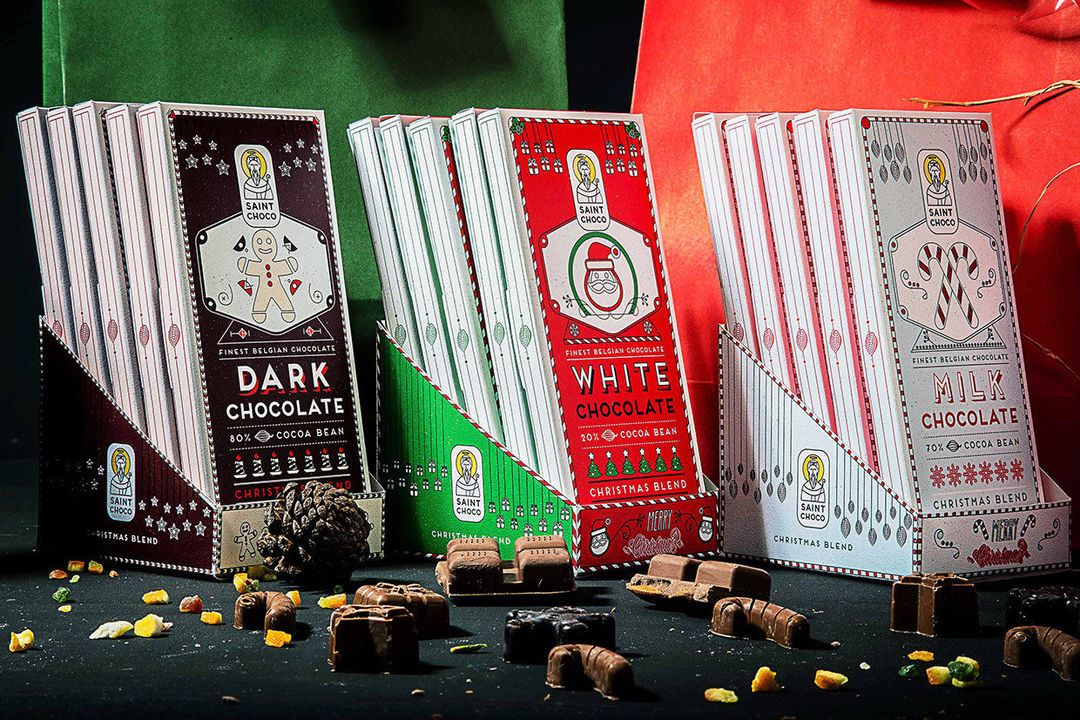 SAINT
CHOCO
FINEST BELGIAN CHOCOLATE
DARK
CHOCOLATE
80% COCOA BEAN
CHRISTMAS
SAINT
CHOCO
CHRISTMAS BLEND
SAINT
CHOCO
FINEST BELGIAN CHOCOLATE
WHITE
CHOCOLATE
20% COCOA BEAN
CHRISTMAS BLEND
SAINT
CHOCO
CHRISTMAS BLEND
MERRY
Christmas
SAINT
CHOCO
FINEST BELGIAN CHOCOLATE
MILK
CHOCOLATE
70% COCOA BEAN
CHRISTMAS BLEND
SAINT
CHOCO
CHRISTMAS BLEND
MERRY
Christmas